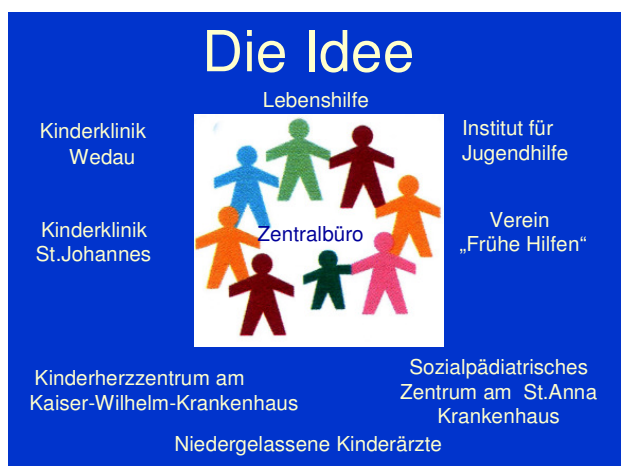 Die Idee
Lebenshilfe
Kinderklinik
Wedau
Institut für
Jugendhilfe
Kinderklinik
St.Johannes
Zentralbüro
Verein
„Frühe Hilfen“
Kinderherzzentrum am
Kaiser-Wilhelm-Krankenhaus
Sozialpädiatrisches
Zentrum am St.Anna
Krankenhaus
Niedergelassene Kinderärzte